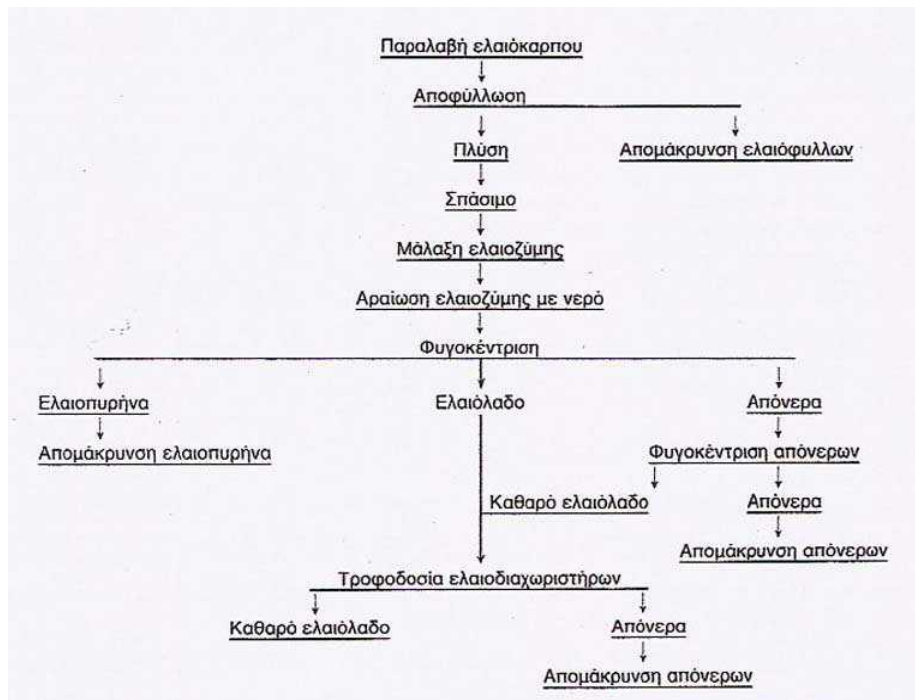 Παραλαβή ελαιόκαρπου
Αποφύλλωση
Πλύση
Απομάκρυνση ελαιόφυλλων
Σπάσιμο
Μάλαξη ελαιοζύμης
Αραίωση ελαιοζύμης με νερό
Φυγοκέντριση
Ελαιοπυρήνα
Ελαιόλαδο
Απόνερα
Απομάκρυνση ελαιοπυρήνα
Φυγοκέντριση απόνερων
Καθαρό ελαιόλαδο
Απόνερα
Απομάκρυνση απόνερων
Τροφοδοσία ελαιοδιαχωριστήρων
Καθαρό ελαιόλαδο
Απόνερα
Απομάκρυνση απόνερων